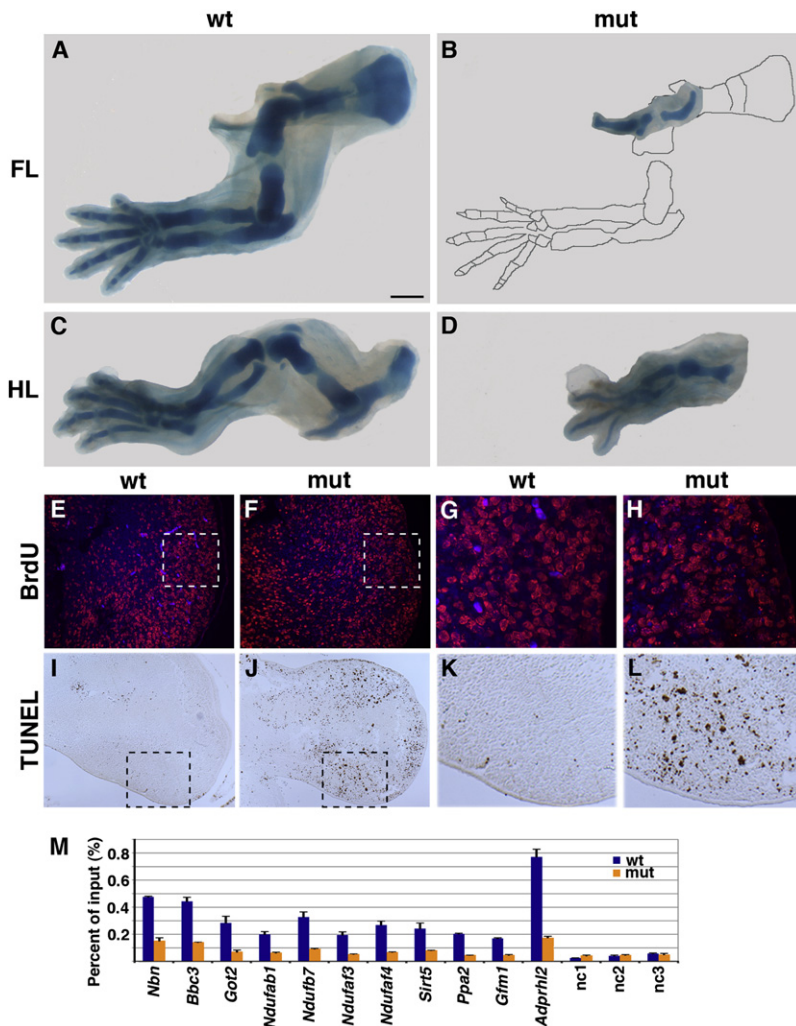 wt mut
A B
FL
C D
HL
wt mut wt mut
E F G H
BrdU
I J K L
TUNEL
M
Percent of input (%)
0.8
0.6
0.4
0.2
wt
mut
Nbn Bbc3 Got2 Ndufab1 Ndufb7 Ndufaf3 Ndufaf4 Sirt5 Ppa2 Gfm1 Adprhl2 nc1 nc2 nc3